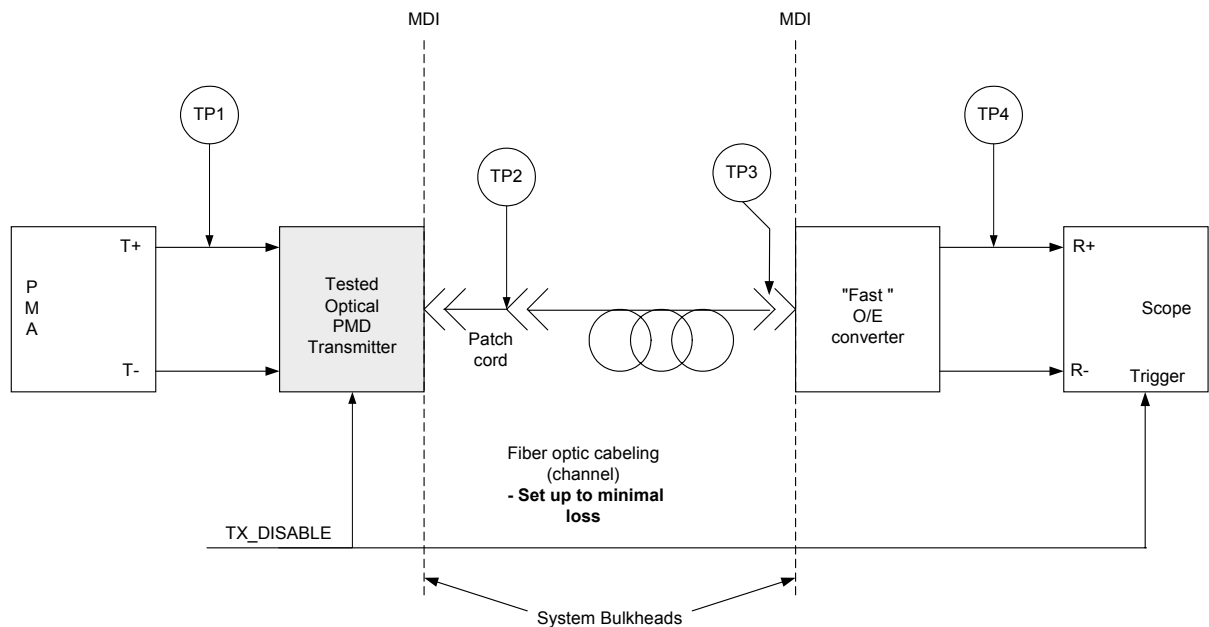 MDI
MDI
TP1
TP4
TP2
TP3
T+
R+
P
M
A
Tested
Optical
PMD
Transmitter
"Fast "
O/E
converter
Scope
Patch
cord
T-
R-
Trigger
Fiber optic cabeling
(channel)
- Set up to minimal
loss
TX_DISABLE
System Bulkheads